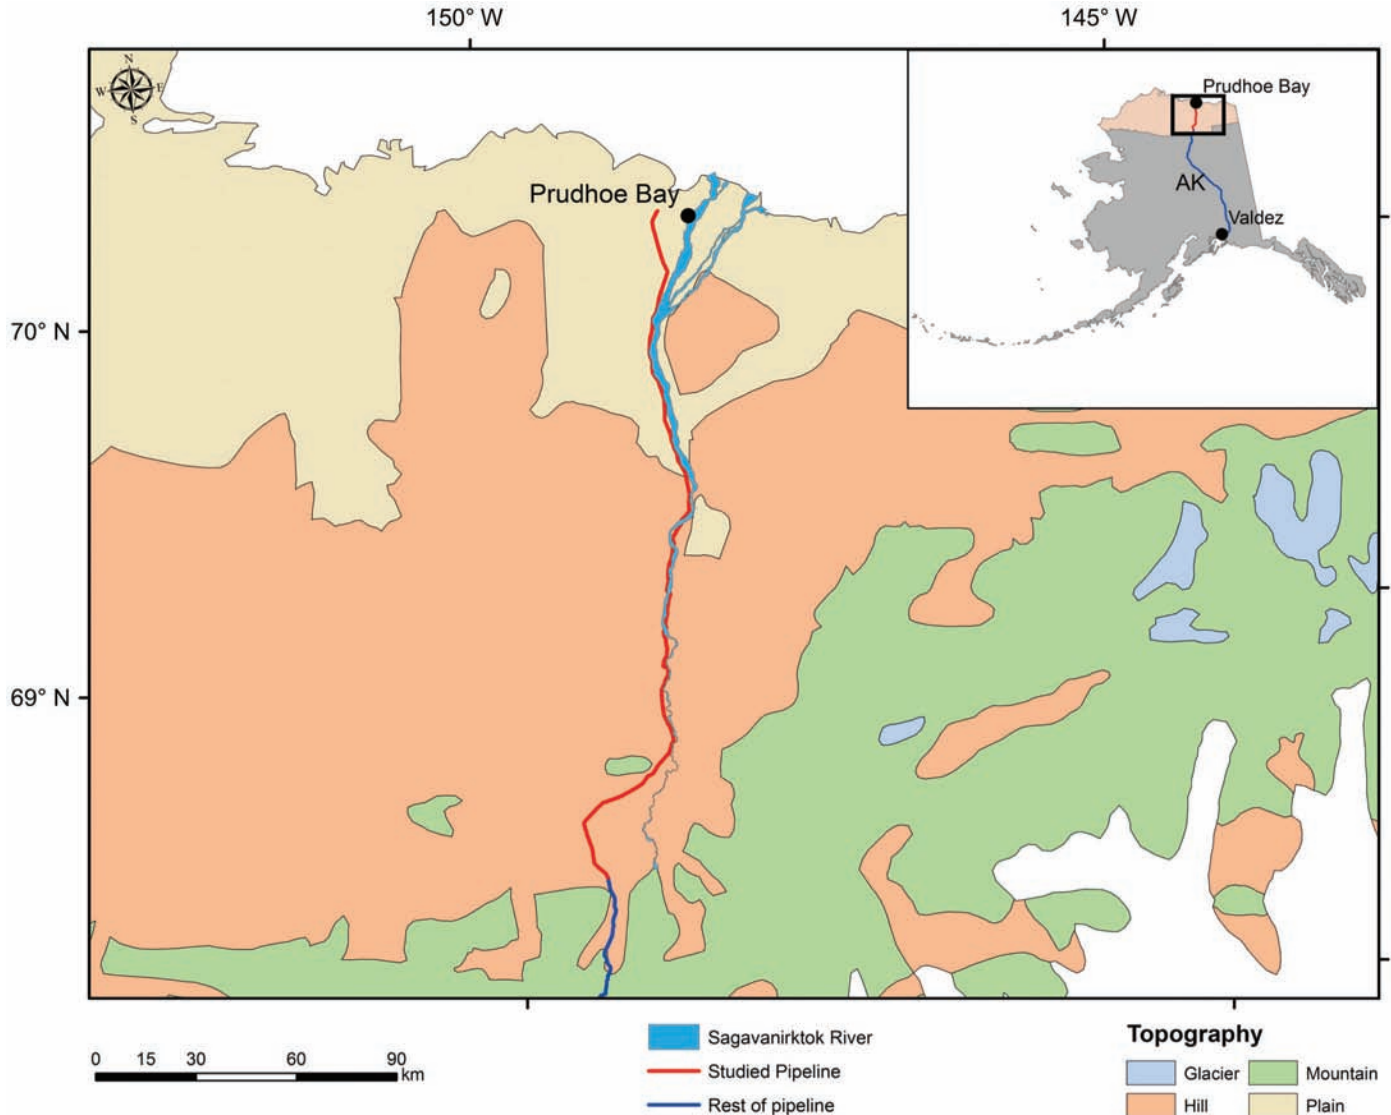 150° W
145° W
N
W E
S
Prudhoe Bay
Prudhoe Bay
AK
Valdez
70° N
69° N
0 15 30 60 90
km
Sagavanirktok River
Studied Pipeline
Rest of pipeline
Topography
Glacier
Mountain
Hill
Plain